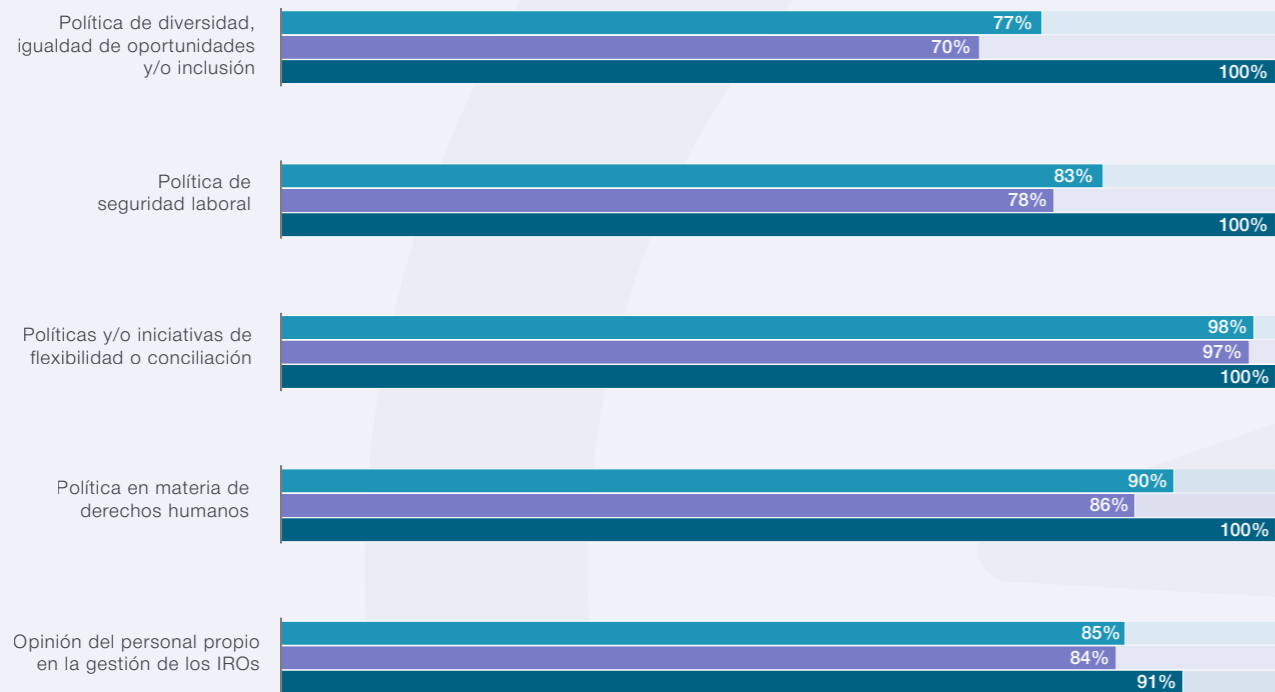 Política de diversidad,
igualdad de oportunidades
y/o inclusión
77%
70%
100%
Política de
seguridad laboral
83%
78%
100%
Políticas y/o iniciativas de
flexibilidad o conciliación
98%
97%
100%
Política en materia de
derechos humanos
90%
86%
100%
Opinión del personal propio
en la gestión de los IROs
85%
84%
91%